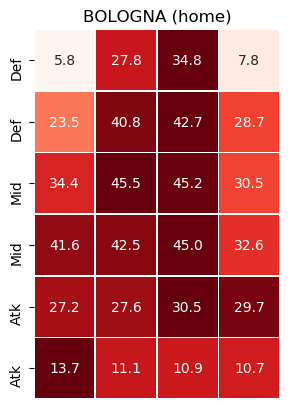 BOLOGNA (home)
Def 5.8 27.8 34.8 7.8
Def 23.5 40.8 42.7 28.7
Mid 34.4 45.5 45.2 30.5
Mid 41.6 42.5 45.0 32.6
Atk 27.2 27.6 30.5 29.7
Atk 13.7 11.1 10.9 10.7